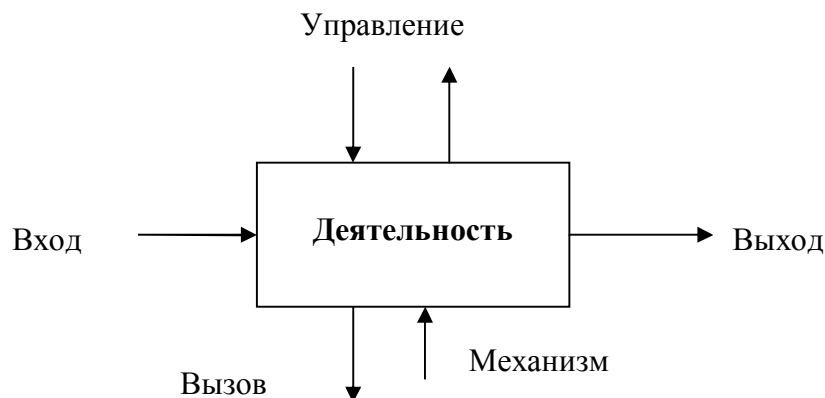 Управление
Вход
Деятельность
Выход
Механизм
Вызов